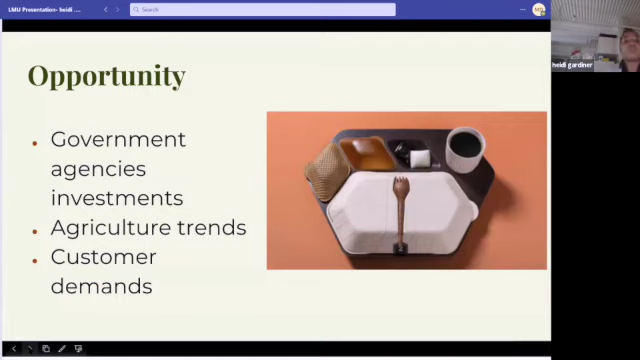 LMU Presentation- heidi ....
Search
heidi gardiner
Opportunity
Government
agencies
investments
Agriculture trends
Customer
demands